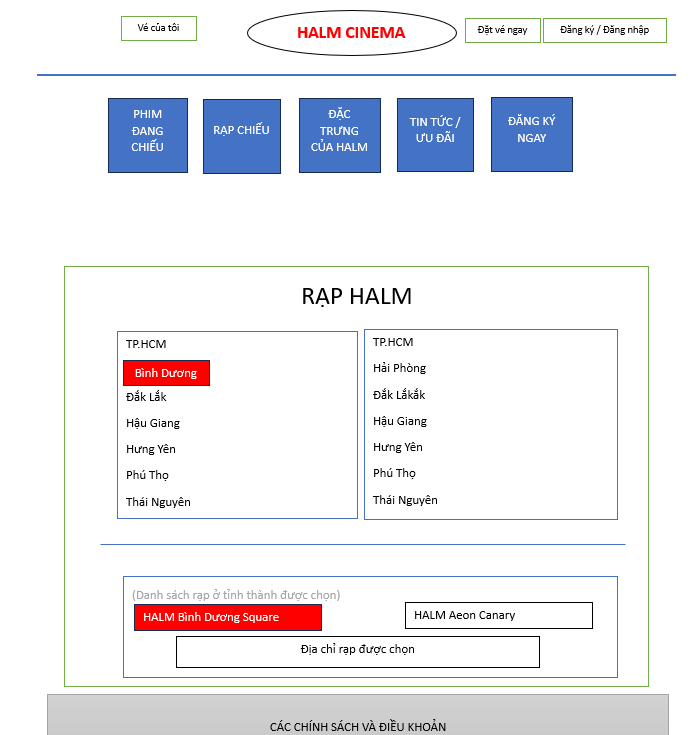 Vé của tôi
HALM CINEMA
Đặt vé ngay
Đăng ký / Đăng nhập
PHIM
ĐANG
CHIẾU
RẠP CHIẾU
ĐẶC
TRƯNG
CỦA HALM
TIN TỨC /
ƯU ĐÃI
ĐĂNG KÝ
NGAY
RẠP HALM
TP.HCM
Bình Dương
Đắk Lắk
Hậu Giang
Hưng Yên
Phú Thọ
Thái Nguyên
TP.HCM
Hải Phòng
Đắk Lắkắk
Hậu Giang
Hưng Yên
Phú Thọ
Thái Nguyên
(Danh sách rạp ở tỉnh thành được chọn)
HALM Bình Dương Square
HALM Aeon Canary
Địa chỉ rạp được chọn
CÁC CHÍNH SÁCH VÀ ĐIỀU KHOẢN